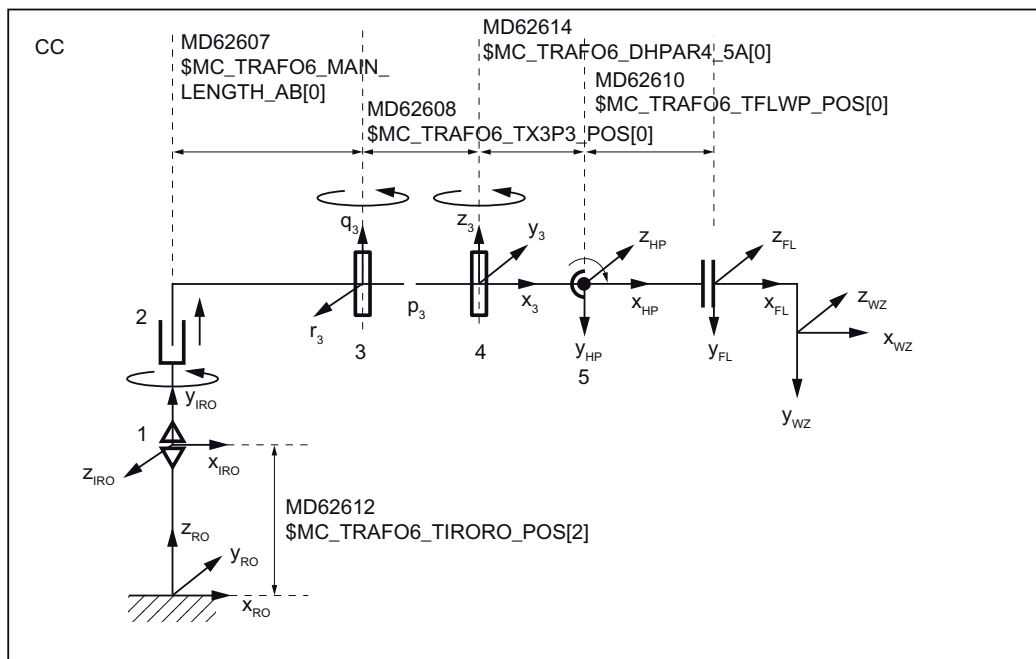 CC
MD62607
$MC_TRAFO6_MAIN_
LENGTH_AB[0]
MD62614
$MC_TRAFO6_DHPAR4_5A[0]
MD62610
$MC_TRAFO6_TFLWP_POS[0]
MD62608
$MC_TRAFO6_TX3P3_POS[0]
q3
z3
y3
zHP
zFL
r3
p3
x3
xHP
xFL
zWZ
xWZ
yHP
yFL
yWZ
3
4
5
2
yIRO
1
xIRO
zIRO
MD62612
$MC_TRAFO6_TIRORO_POS[2]
zRO
yRO
xRO